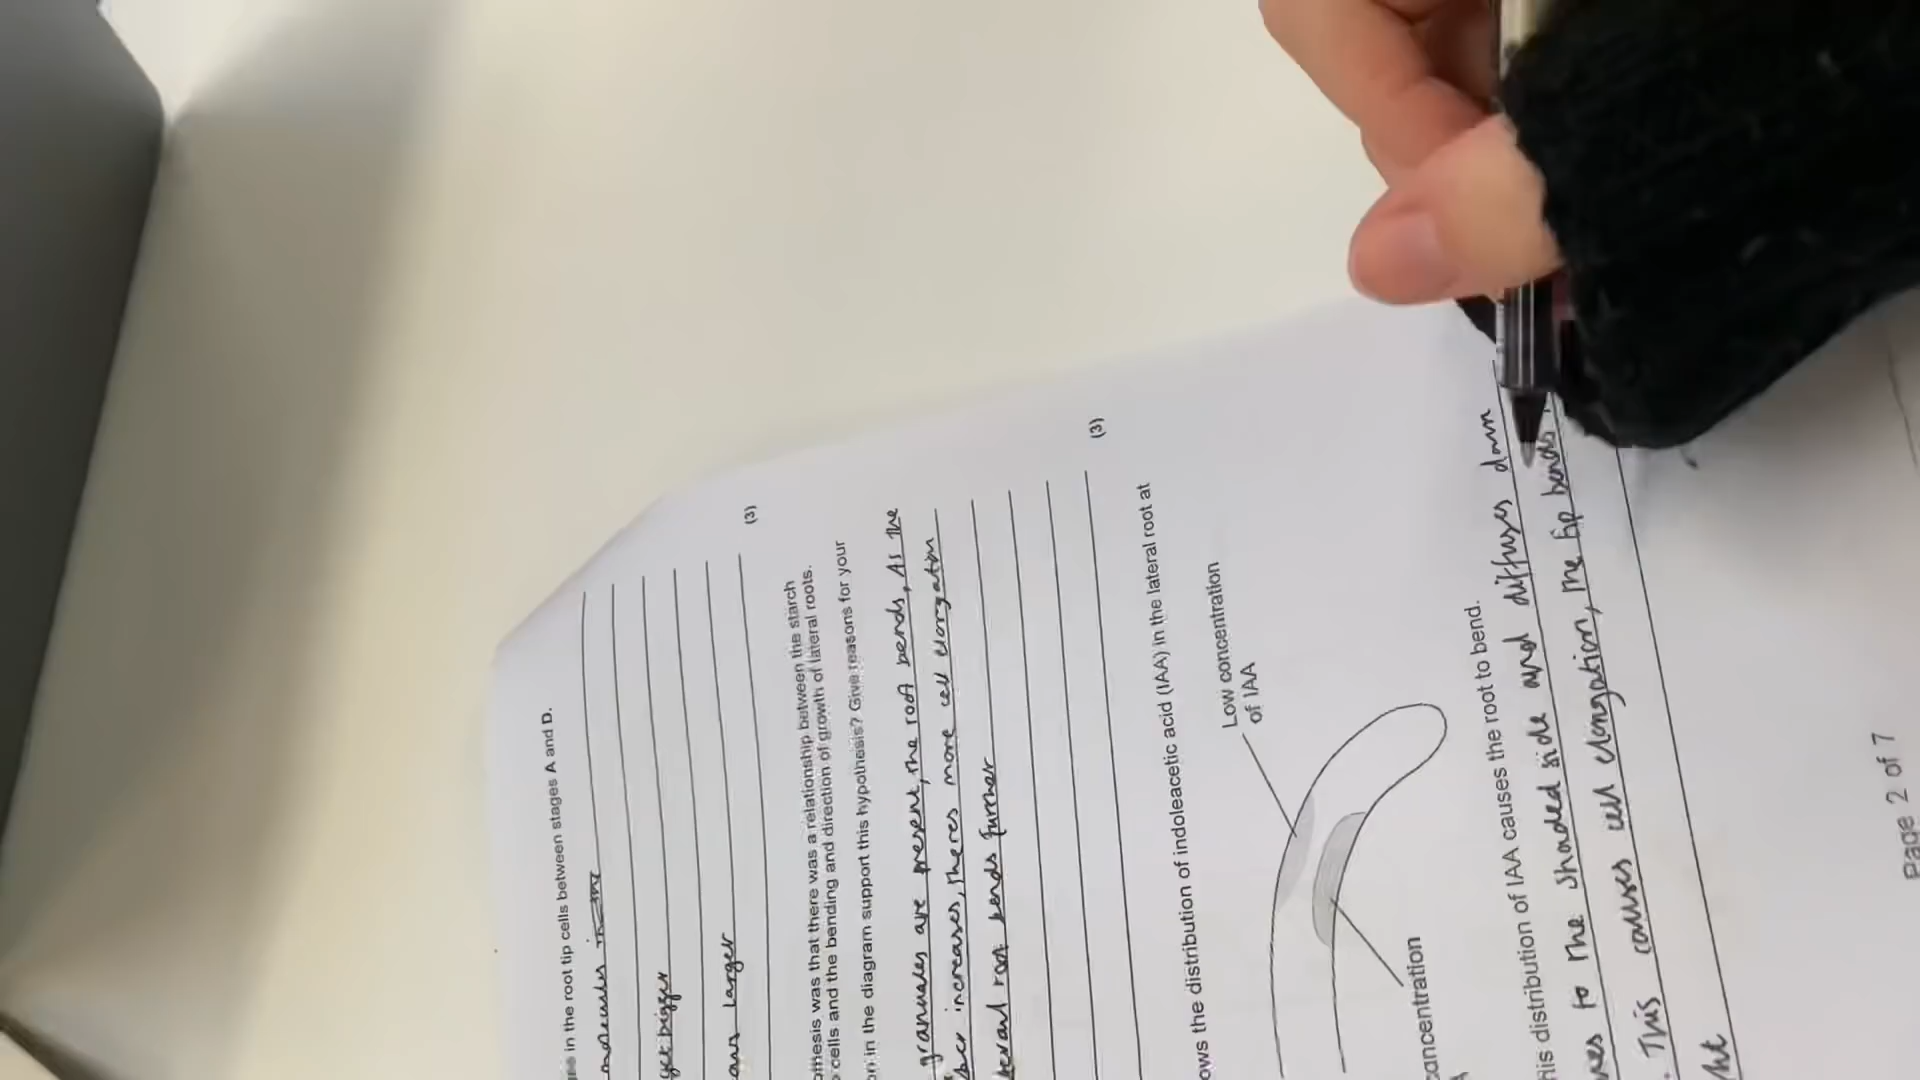 in the root tip cells between stages A and D.
molecules in the
get bigger
larger
(3)
was that there was a relationship between the starch
cells and the bending and direction of growth of lateral roots.
in the diagram support this hypothesis? Give reasons for your
granules are present, the root bends, As the
increases, theres more cell elongation
root bends further
(3)
ows the distribution of indoleacetic acid (IAA) in the lateral root at
Low concentration
of IAA
concentration
his distribution of IAA causes the root to bend.
to the shaded side and diffuses down
. This causes cell elongation, the tip bends
Page 2 of 7